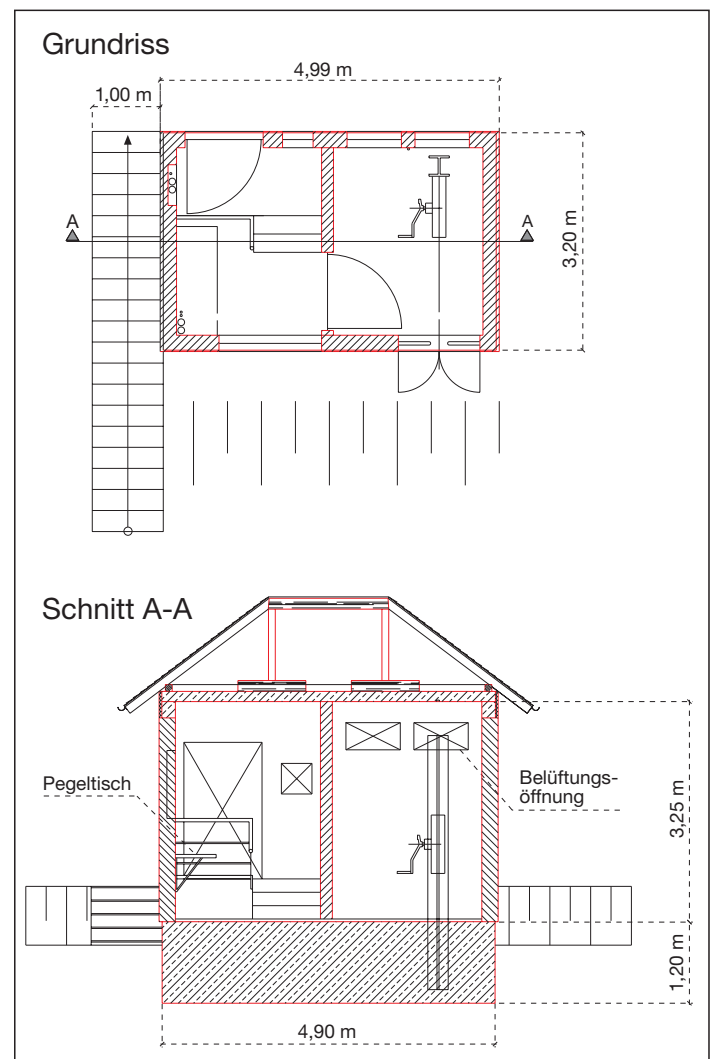 Grundriss
4,99 m
1,00 m
A
A
3,20 m
Schnitt A-A
Pegeltisch
Belüftungs-
öffnung
3,25 m
1,20 m
4,90 m